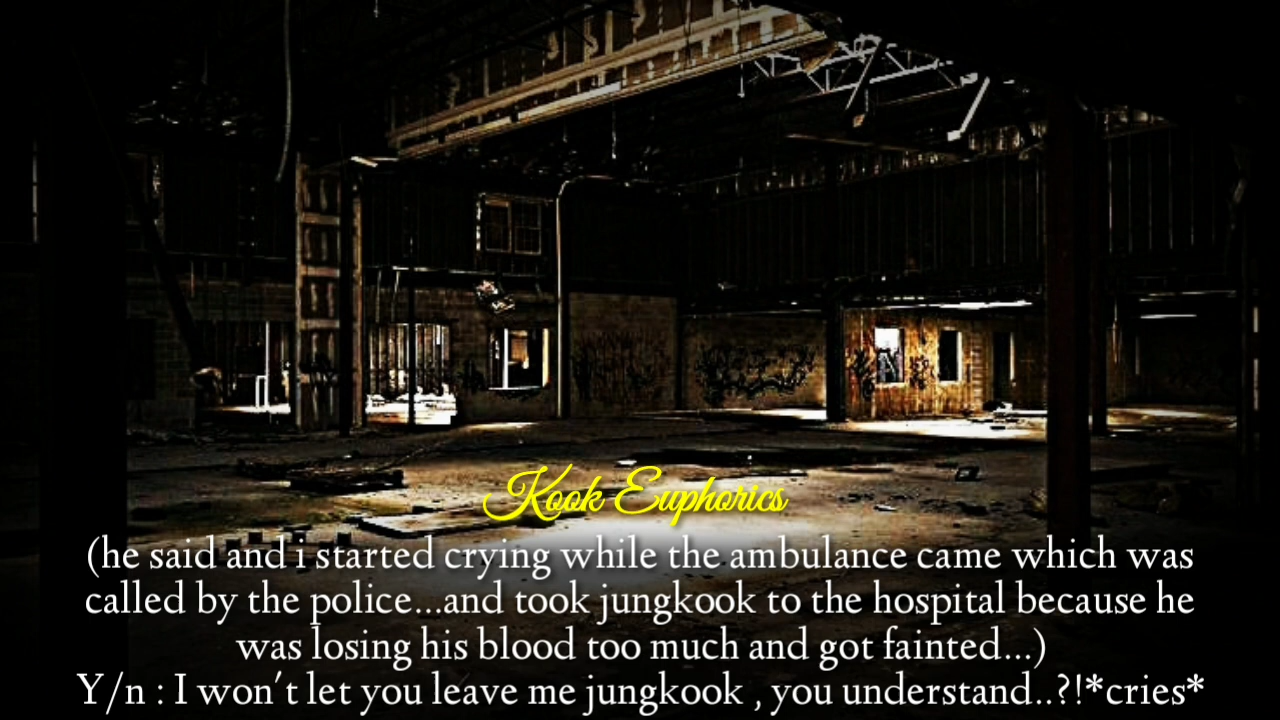 Kook Euphorics
(he said and i started crying while the ambulance came which was
called by the police...and took jungkook to the hospital because he
was losing his blood too much and got fainted...)
Y/n : I won't let you leave me jungkook , you understand..?!*cries*